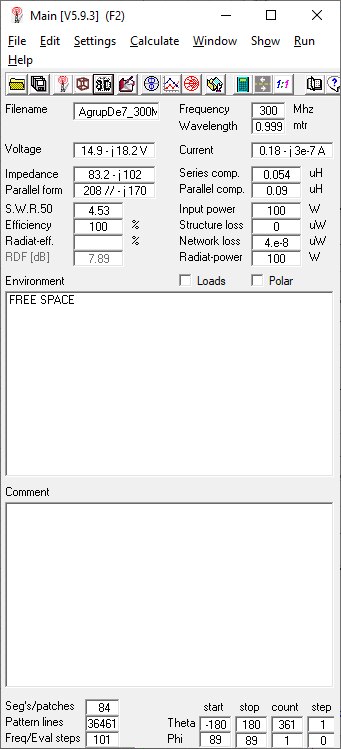 Main [V5.9.3] (F2)
File Edit Settings Calculate Window Show Run
Help
Filename AgrupDe7_300M Frequency 300 Mhz
Wavelength 0.999 mtr
Voltage 14.9 - j 18.2 V Current 0.18 - j 3e-7 A
Impedance 83.2 - j 102 Series comp. 0.054 uH
Parallel form 208 // - j 170 Parallel comp. 0.09 uH
S.W.R.50 4.53 Input power 100 W
Efficiency 100 % Structure loss 0 uW
Radiat-eff. % Network loss 4.e-8 uW
RDF [dB] 7.89 Radiat-power 100 W
Environment Loads Polar
FREE SPACE
Comment
Seg's/patches 84 start stop count step
Pattern lines 36461 Theta -180 180 361 1
Freq/Eval steps 101 Phi 89 89 1 0